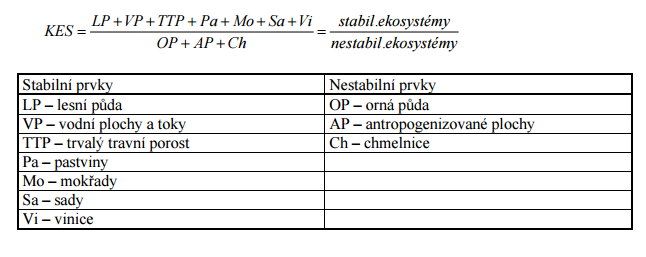 KES = LP + VP + TTP + Pa + Mo + Sa + Vi / OP + AP + Ch = stabil.ekosystémy / nestabil.ekosystémy
Stabilní prvky Nestabilní prvky
LP – lesní půda OP – orná půda
VP – vodní plochy a toky AP – antropogenizované plochy
TTP – trvalý travní porost Ch – chmelnice
Pa – pastviny
Mo – mokřady
Sa – sady
Vi – vinice